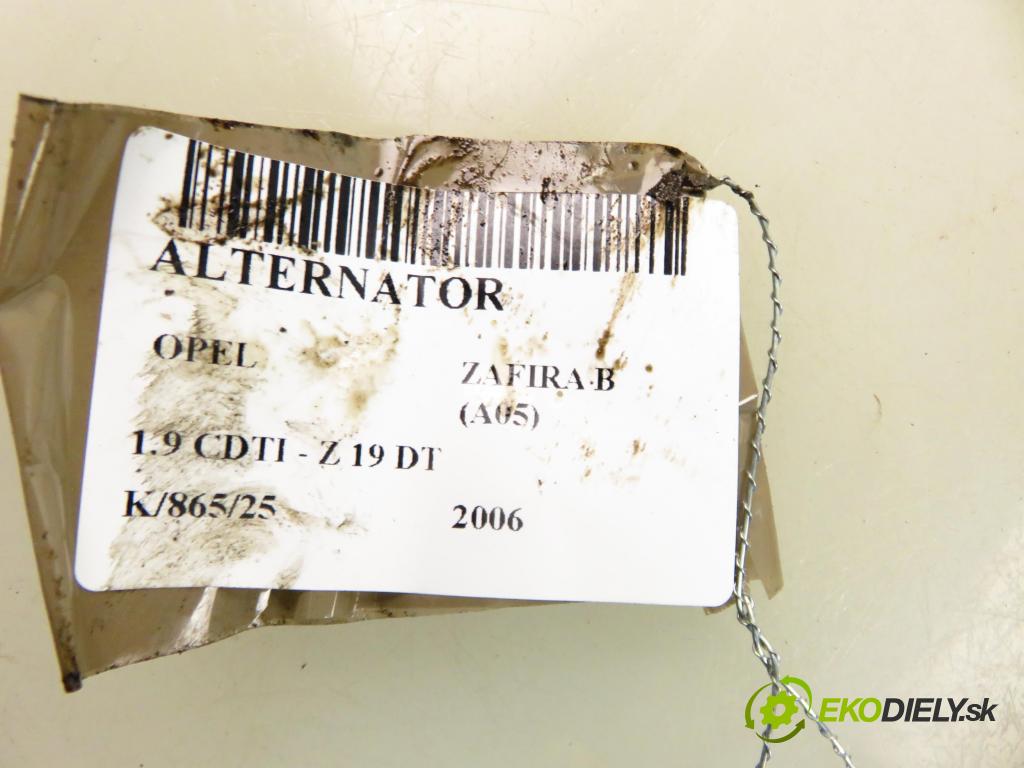 ALTERNATOR
OPEL
ZAFIRA B
(A05)
1.9 CDTI - Z 19 DT
K/865/25
2006
EKODIELY.sk